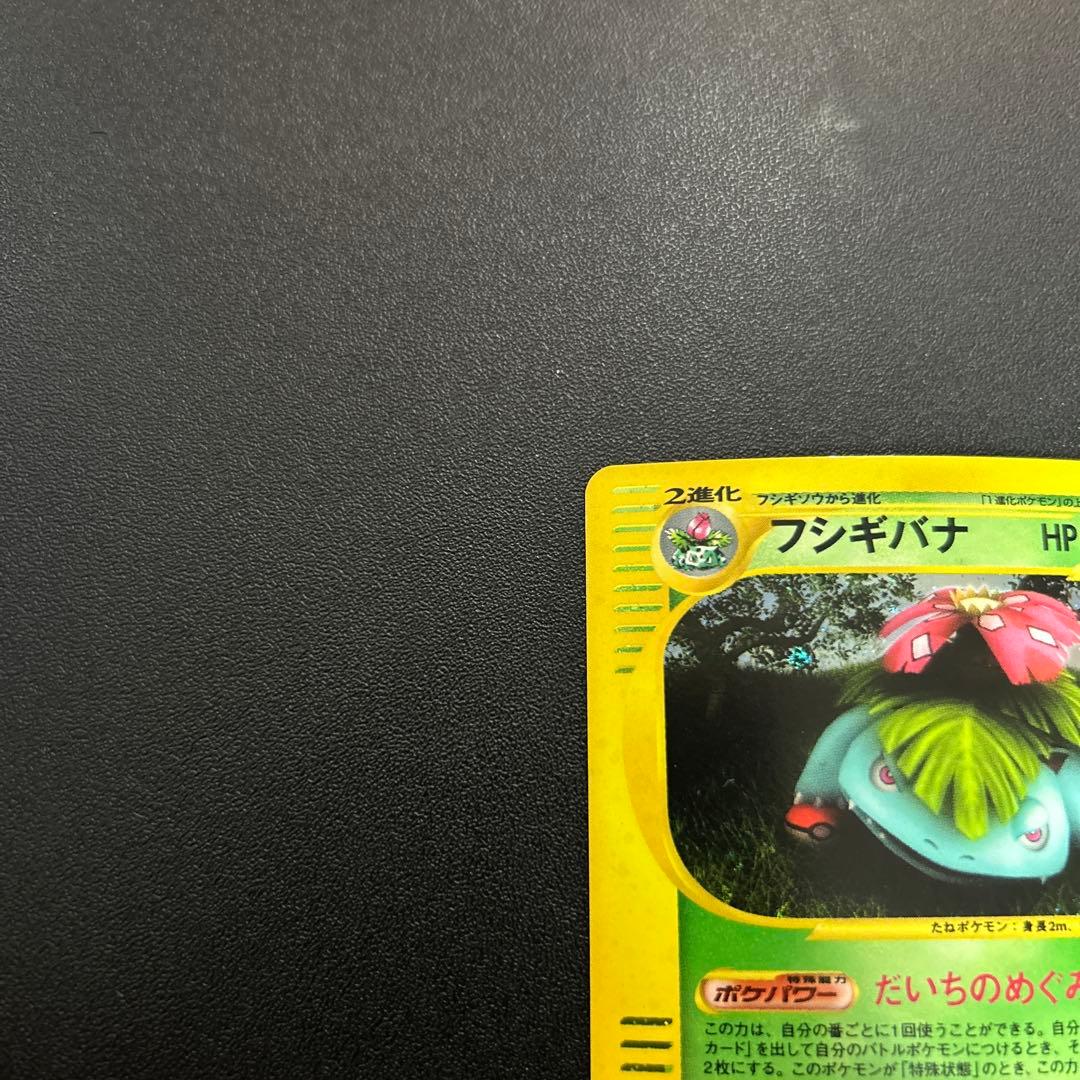 2進化 フシギソウから進化 「1進化ポケモン」の上
フシギバナ HP
たねポケモン：身長2m、
特殊能力
ポケパワー だいちのめぐみ
この力は、自分の番ごとに1回使うことができる。自分
カード」を出して自分のバトルポケモンにつけるとき、そ
2枚にする。このポケモンが「特殊状態」のとき、この力